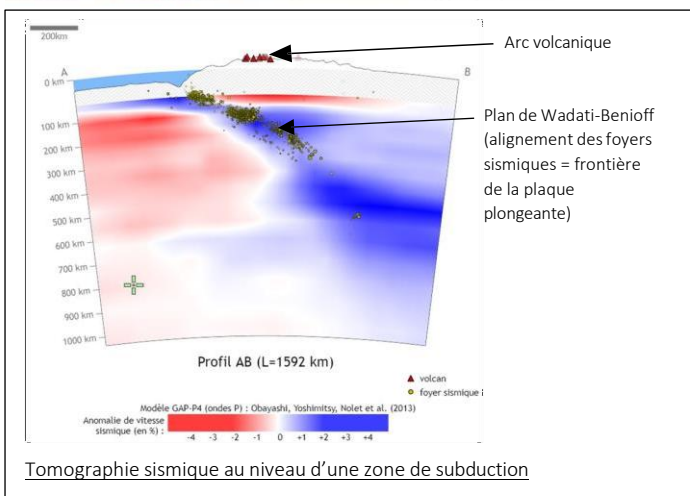 200km
Arc volcanique
A
B
0 km
100 km
200 km
300 km
400 km
500 km
600 km
700 km
800 km
900 km
1000 km
Plan de Wadati-Benioff
(alignement des foyers
sismiques = frontière
de la plaque
plongeante)
Profil AB (L=1592 km)
volcan
foyer sismique i
Modèle GAP-P4 (ondes P) : Obayashi, Yoshimitsy, Nolet et al. (2013)
Anomalie de vitesse
sismique (en %) :
-4 -3 -2 -1 0 +1 +2 +3 +4
Tomographie sismique au niveau d’une zone de subduction